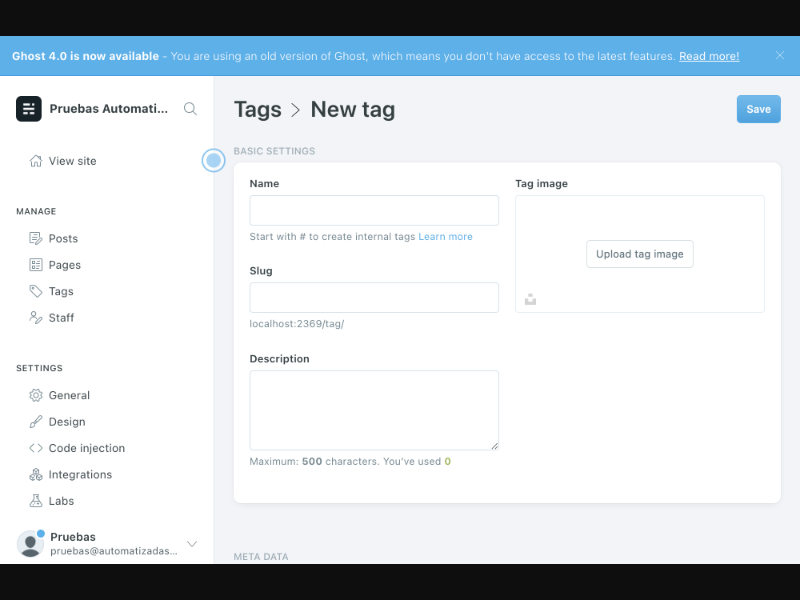 Ghost 4.0 is now available - You are using an old version of Ghost, which means you don't have access to the latest features. Read more!
Pruebas Automati...
View site
MANAGE
Posts
Pages
Tags
Staff
SETTINGS
General
Design
Code injection
Integrations
Labs
Pruebas
pruebas@automatizadas...
Tags > New tag
Save
BASIC SETTINGS
Name
Start with # to create internal tags Learn more
Slug
localhost:2369/tag/
Description
Maximum: 500 characters. You've used 0
Tag image
Upload tag image
META DATA